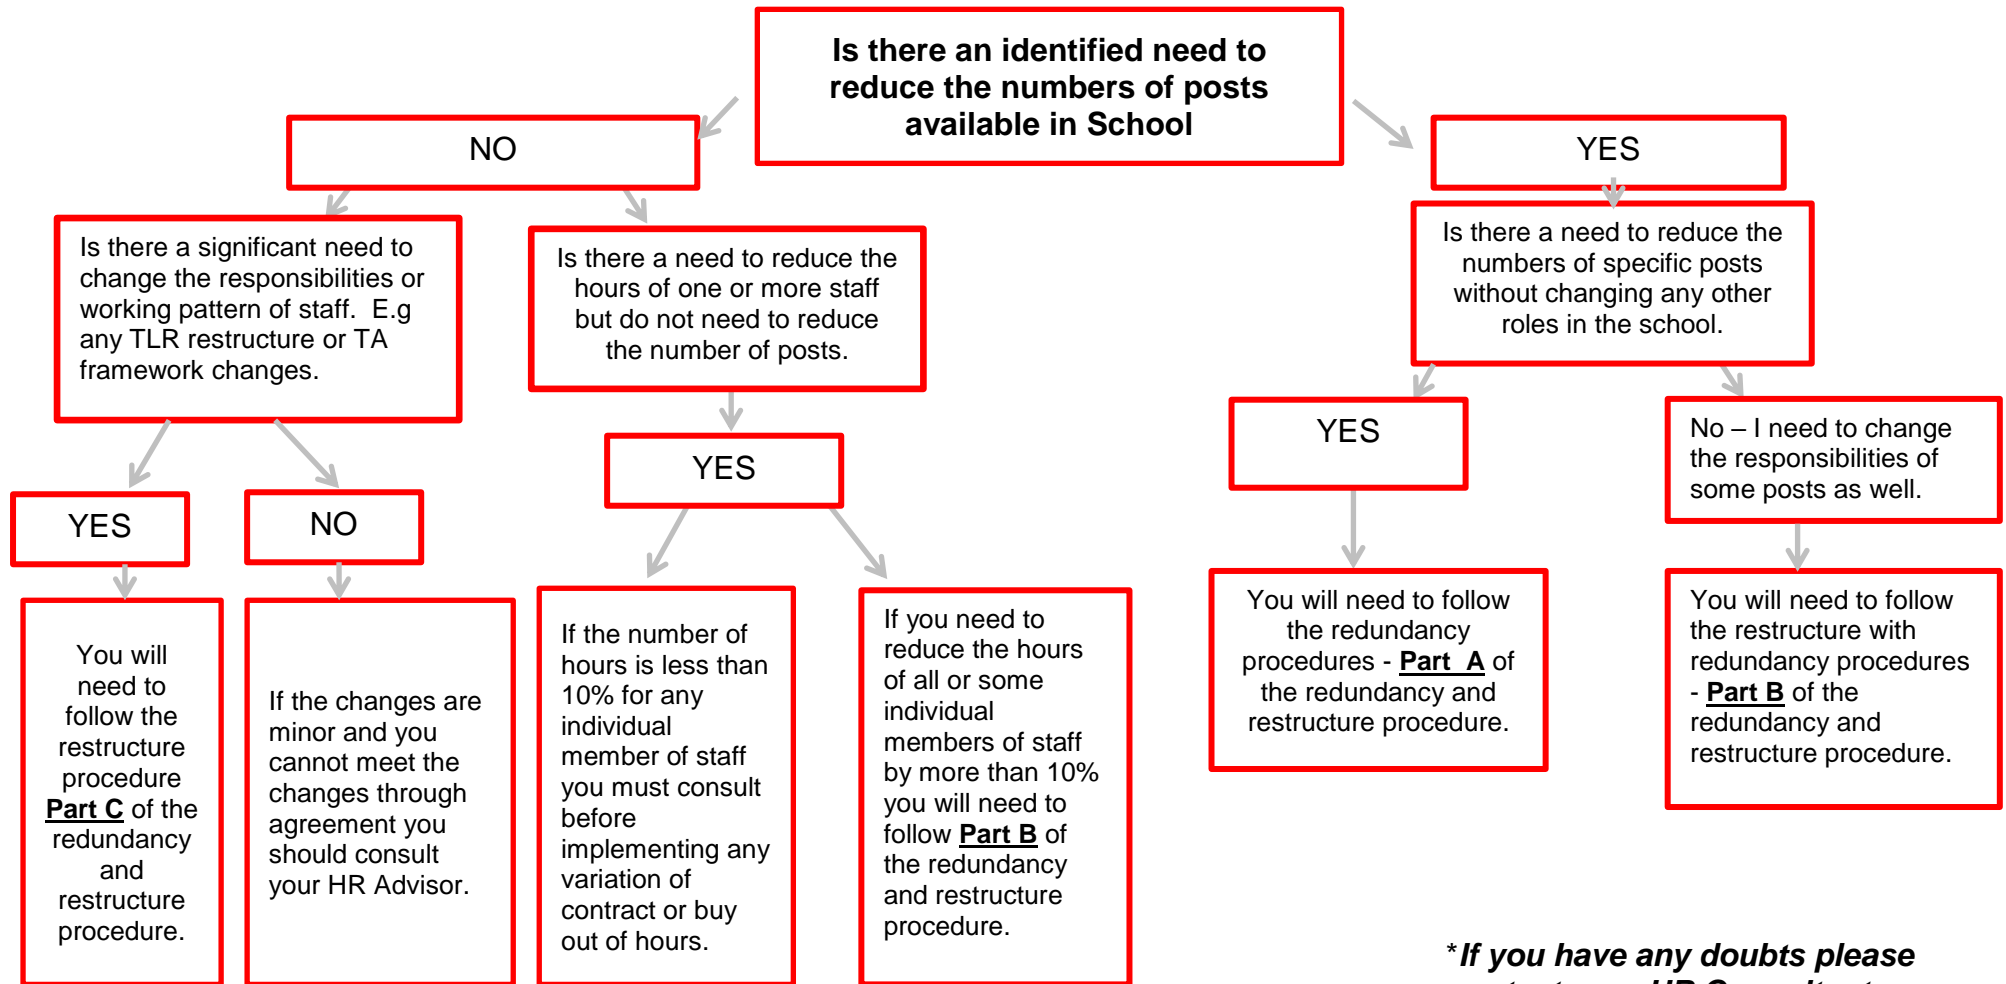 Is there an identified need to
reduce the numbers of posts
available in School
NO
YES
Is there a significant need to
change the responsibilities or
working pattern of staff.  E.g
any TLR restructure or TA
framework changes.
Is there a need to reduce the
hours of one or more staff
but do not need to reduce
the number of posts.
Is there a need to reduce the
numbers of specific posts
without changing any other
roles in the school.
YES
NO
YES
YES
No – I need to change
the responsibilities of
some posts as well.
You will
need to
follow the
restructure
procedure
Part C of the
redundancy
and
restructure
procedure.
If the changes are
minor and you
cannot meet the
changes through
agreement you
should consult
your HR Advisor.
If the number of
hours is less than
10% for any
individual
member of staff
you must consult
before
implementing any
variation of
contract or buy
out of hours.
If you need to
reduce the hours
of all or some
individual
members of staff
by more than 10%
you will need to
follow Part B of
the redundancy
and restructure
procedure.
You will need to follow
the redundancy
procedures - Part  A of
the redundancy and
restructure procedure.
You will need to follow
the restructure with
redundancy procedures
- Part B of the
redundancy and
restructure procedure.
*If you have any doubts please
HR